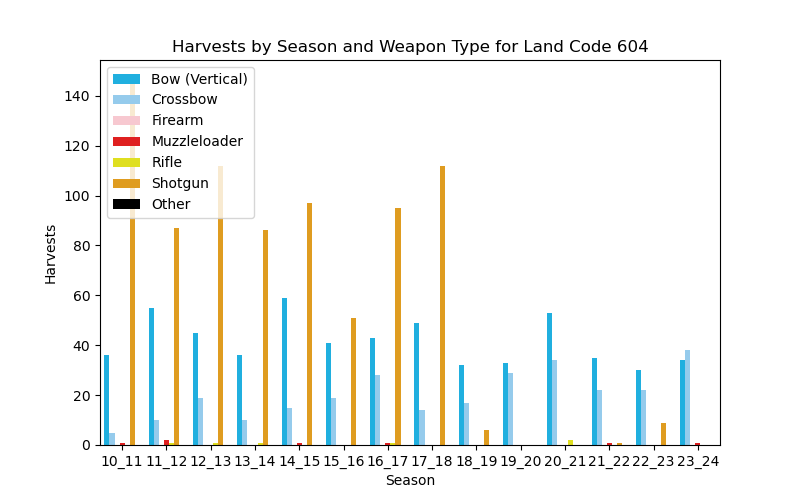 Harvests by Season and Weapon Type for Land Code 604
Bow (Vertical)
Crossbow
Firearm
Muzzleloader
Rifle
Shotgun
Other
140
120
100
80
60
40
20
0
Harvests
10_11 11_12 12_13 13_14 14_15 15_16 16_17 17_18 18_19 19_20 20_21 21_22 22_23 23_24
Season